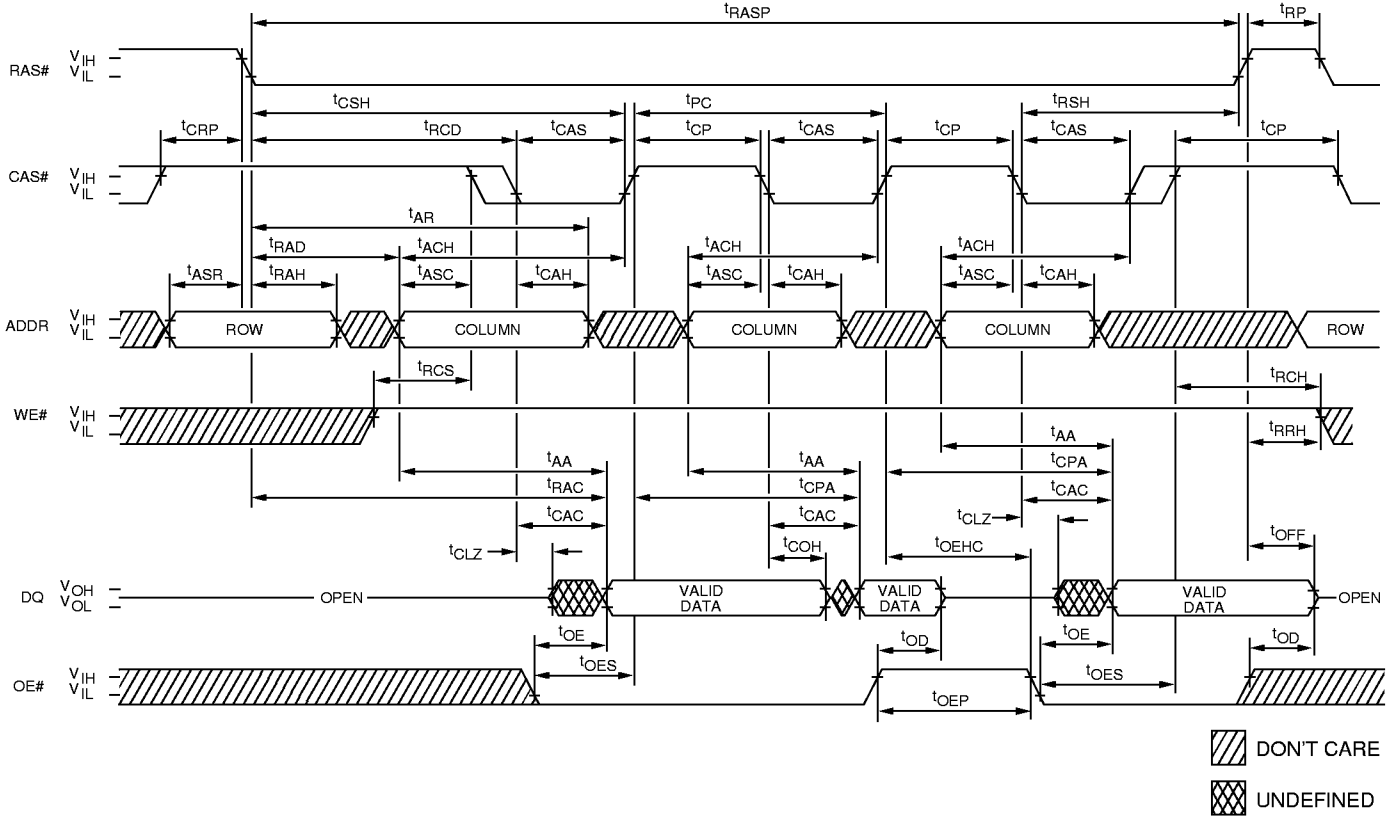 tRASP tRP
RAS# VIH
VIL
tCSH tPC tRSH
tCRP tRCD tCAS tCP tCAS tCP tCAS tCP
CAS# VIH
VIL
tAR
tRAD tACH tACH tACH
tASR tRAH tASC tCAH tASC tCAH tASC tCAH
ADDR VIH
VIL
ROW COLUMN COLUMN COLUMN ROW
tRCS tRCH
WE# VIH
VIL
tRRH
tAA tAA tAA
tRAC tCPA tCPA
tCAC tCAC tCAC
tCLZ tCOH tCLZ tOEHC tOFF
DQ VOH
VOL
OPEN VALID DATA VALID DATA VALID DATA OPEN
tOE tOD tOE tOD
tOES tOES
OE# VIH
VIL
tOEP
DON'T CARE
UNDEFINED